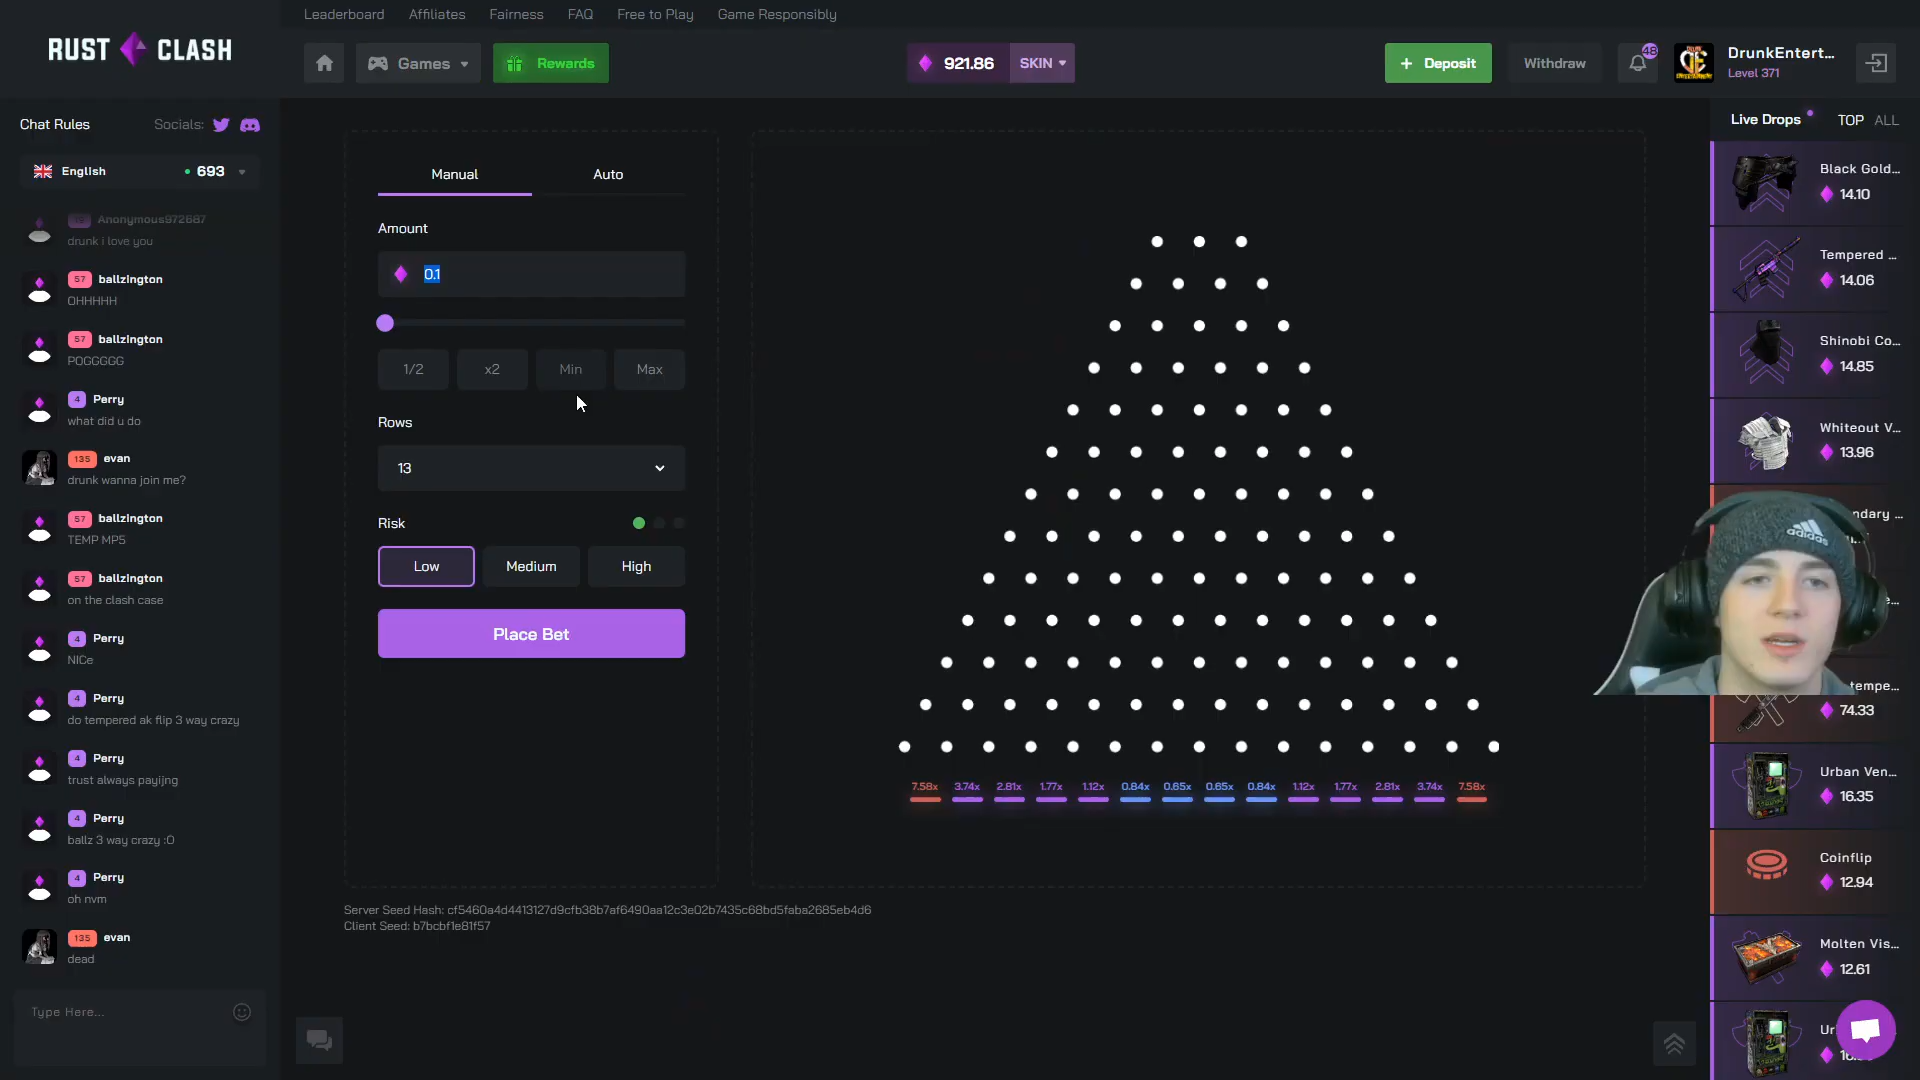 Leaderboard Affiliates Fairness FAQ Free to Play Game Responsibly
RUST CLASH
Games
Rewards
921.86
SKIN
+ Deposit
Withdraw
48
DrunkEntert...
Level 371
Chat Rules
Socials:
English
693
Anonymous972687
drunk i love you
57 ballzington
OHHHHH
57 ballzington
POGGGGG
4 Perry
what did u do
135 evan
drunk wanna join me?
57 ballzington
TEMP MP5
57 ballzington
on the clash case
4 Perry
NICe
4 Perry
do tempered ak flip 3 way crazy
4 Perry
trust always payijng
4 Perry
ballz 3 way crazy :O
4 Perry
oh nvm
135 evan
dead
Type Here...
Manual
Auto
Amount
0.1
1/2
x2
Min
Max
Rows
13
Risk
Low
Medium
High
Place Bet
7.58x 3.74x 2.81x 1.77x 1.12x 0.84x 0.65x 0.65x 0.84x 1.12x 1.77x 2.81x 3.74x 7.58x
Server Seed Hash: cf5460a4d4413127d9cfb38b7af6490aa12c3e02b7435c68bd5faba2685eb4d6
Client Seed: b7bcbf1e81f57
Live Drops
TOP ALL
Black Gold...
14.10
Tempered ...
14.06
Shinobi Co...
14.85
Whiteout V...
13.96
ndary ...
adidas
tempe...
74.33
Urban Ven...
16.35
Coinflip
12.94
Molten Vis...
12.61
Ur